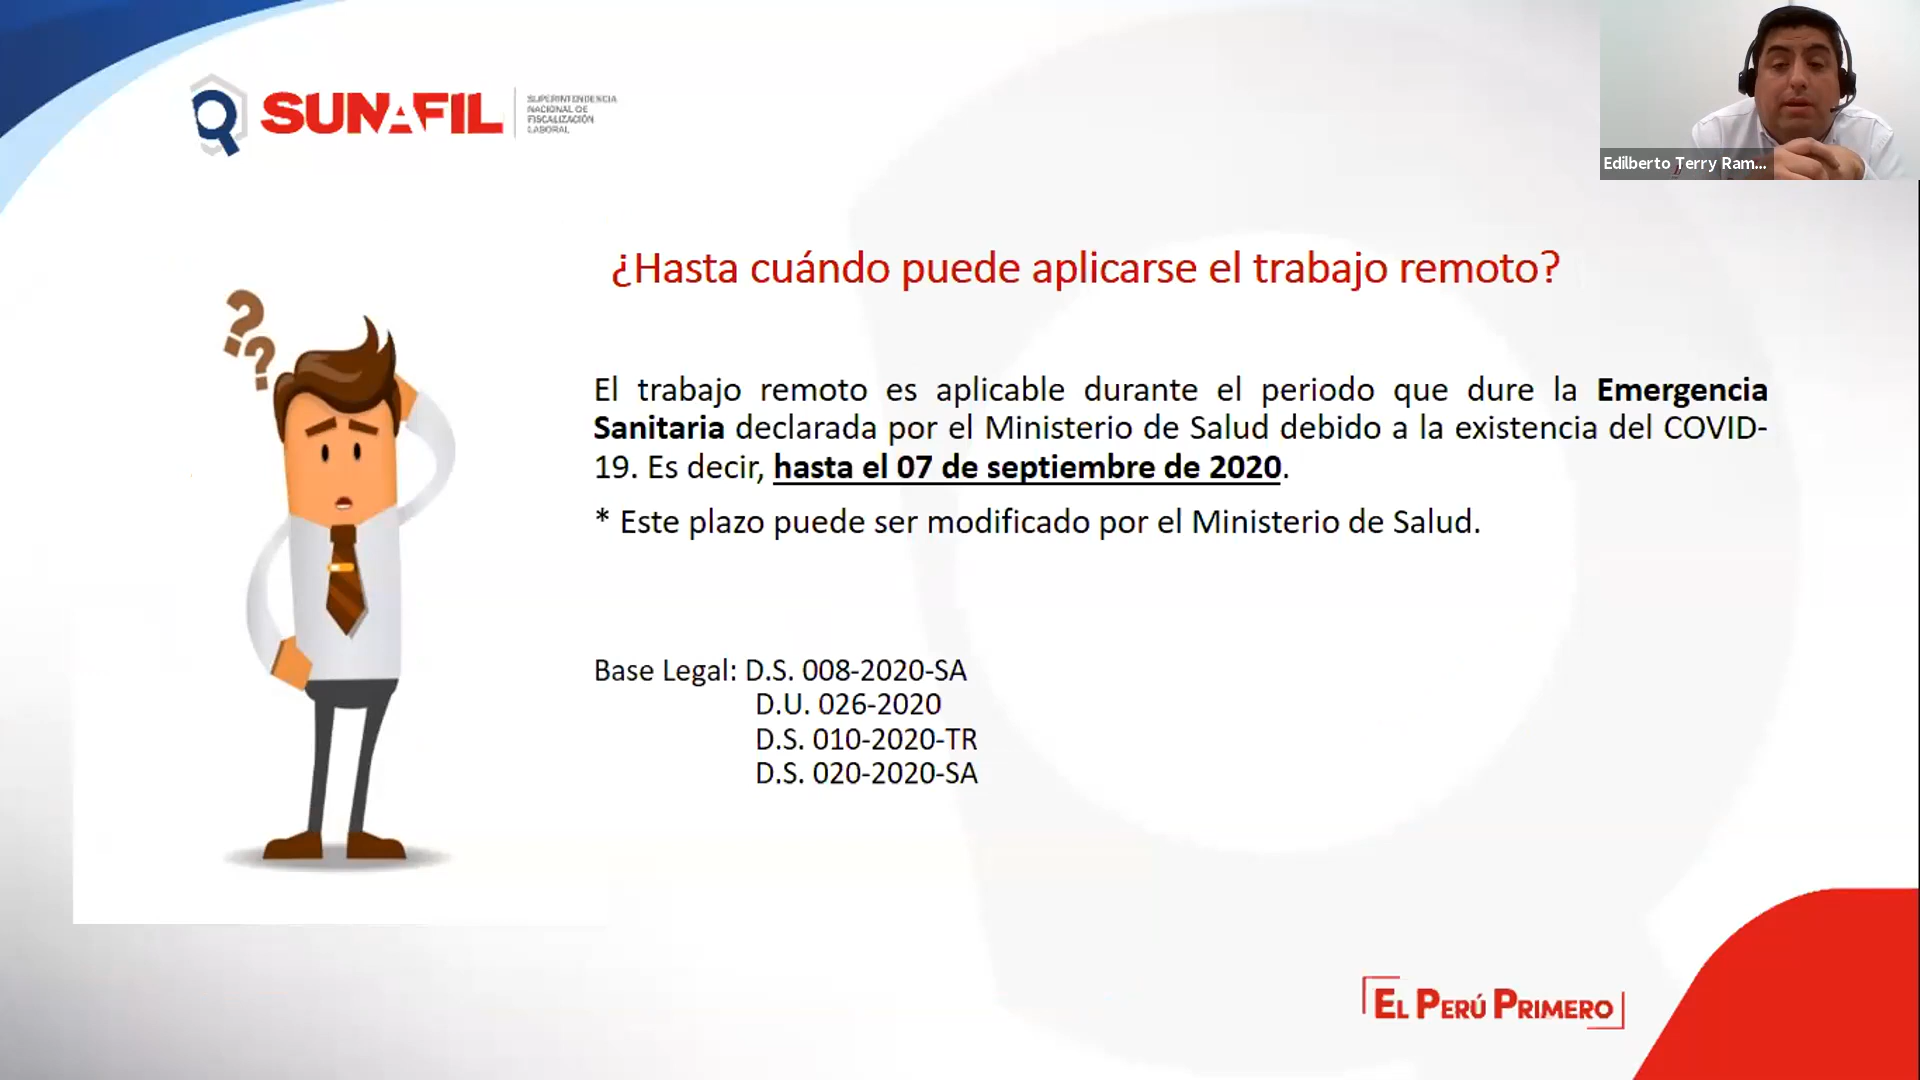 SUNAFIL
SUPERINTENDENCIA
NACIONAL DE
FISCALIZACIÓN
LABORAL
Edilberto Terry Ram...
¿Hasta cuándo puede aplicarse el trabajo remoto?
??
El trabajo remoto es aplicable durante el periodo que dure la Emergencia
Sanitaria declarada por el Ministerio de Salud debido a la existencia del COVID-
19. Es decir, hasta el 07 de septiembre de 2020.
* Este plazo puede ser modificado por el Ministerio de Salud.
Base Legal: D.S. 008-2020-SA
D.U. 026-2020
D.S. 010-2020-TR
D.S. 020-2020-SA
EL PERÚ PRIMERO